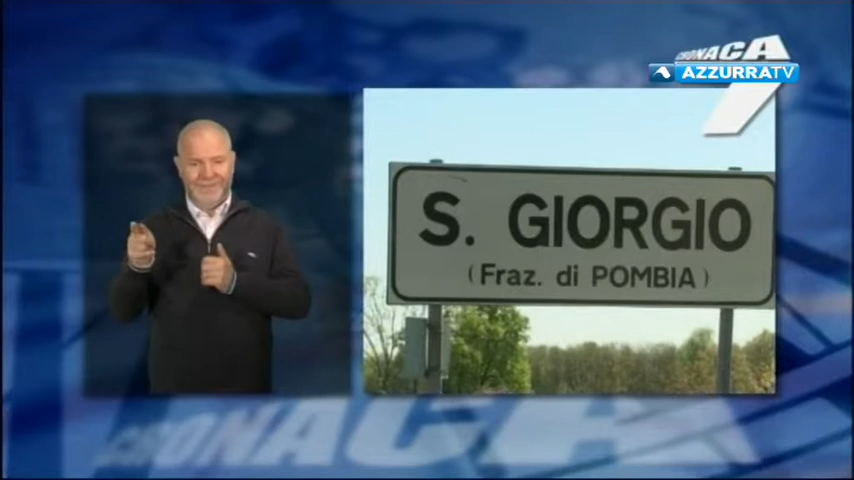 CRONACA
AZZURRATV
S. GIORGIO
(Fraz. di POMBIA)
CRONACA